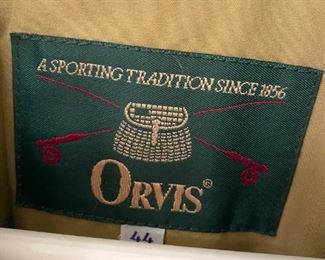 A SPORTING TRADITION SINCE 1856
ORVIS®
44